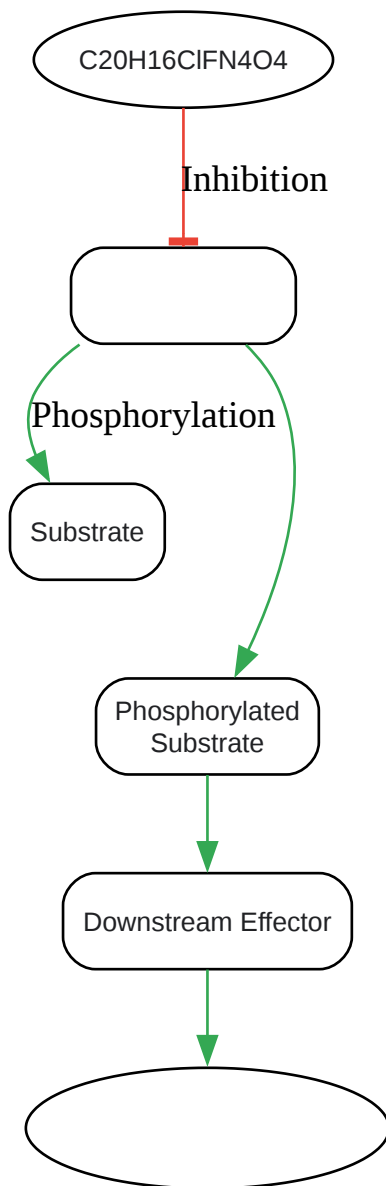 C20H16ClFN4O4
Inhibition
Phosphorylation
Substrate
Phosphorylated
Substrate
Downstream Effector